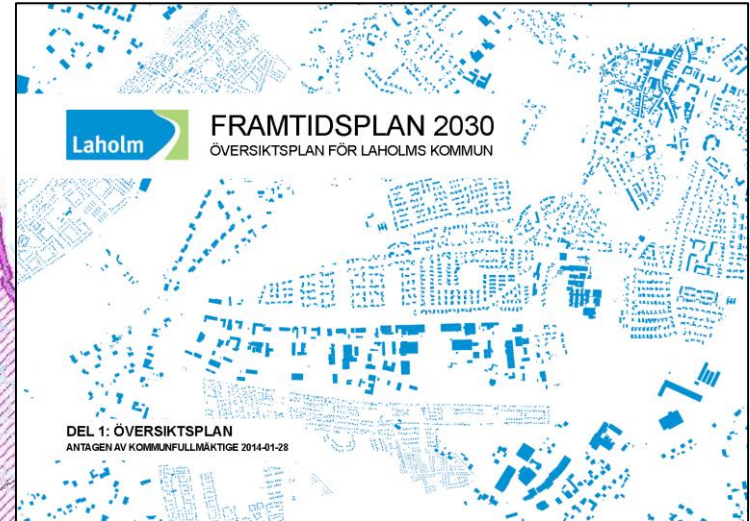 Laholm
FRAMTIDSPLAN 2030
ÖVERSIKTSPLAN FÖR LAHOLMS KOMMUN
DEL 1: ÖVERSIKTSPLAN
ANTAGEN AV KOMMUNFULLMÄKTIGE 2014-01-28